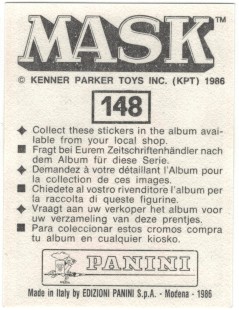 MASK™
© KENNER PARKER TOYS INC. (KPT) 1986
148
◆ Collect these stickers in the album avai-
lable from your local shop.
■ Fragt bei Eurem Zeitschriftenhändler nach
dem Album für diese Serie.
◆ Demandez à votre détaillant l'Album pour
la collection de ces images.
■ Chiedete al vostro rivenditore l'album per
la raccolta di queste figurine.
◆ Vraagt aan uw verkoper het album voor
uw verzameling van deze prentjes.
■ Para coleccionar estos cromos compra
tu album en cualquier kiosko.
PANINI
Made in Italy by EDIZIONI PANINI S.p.A. - Modena - 1986